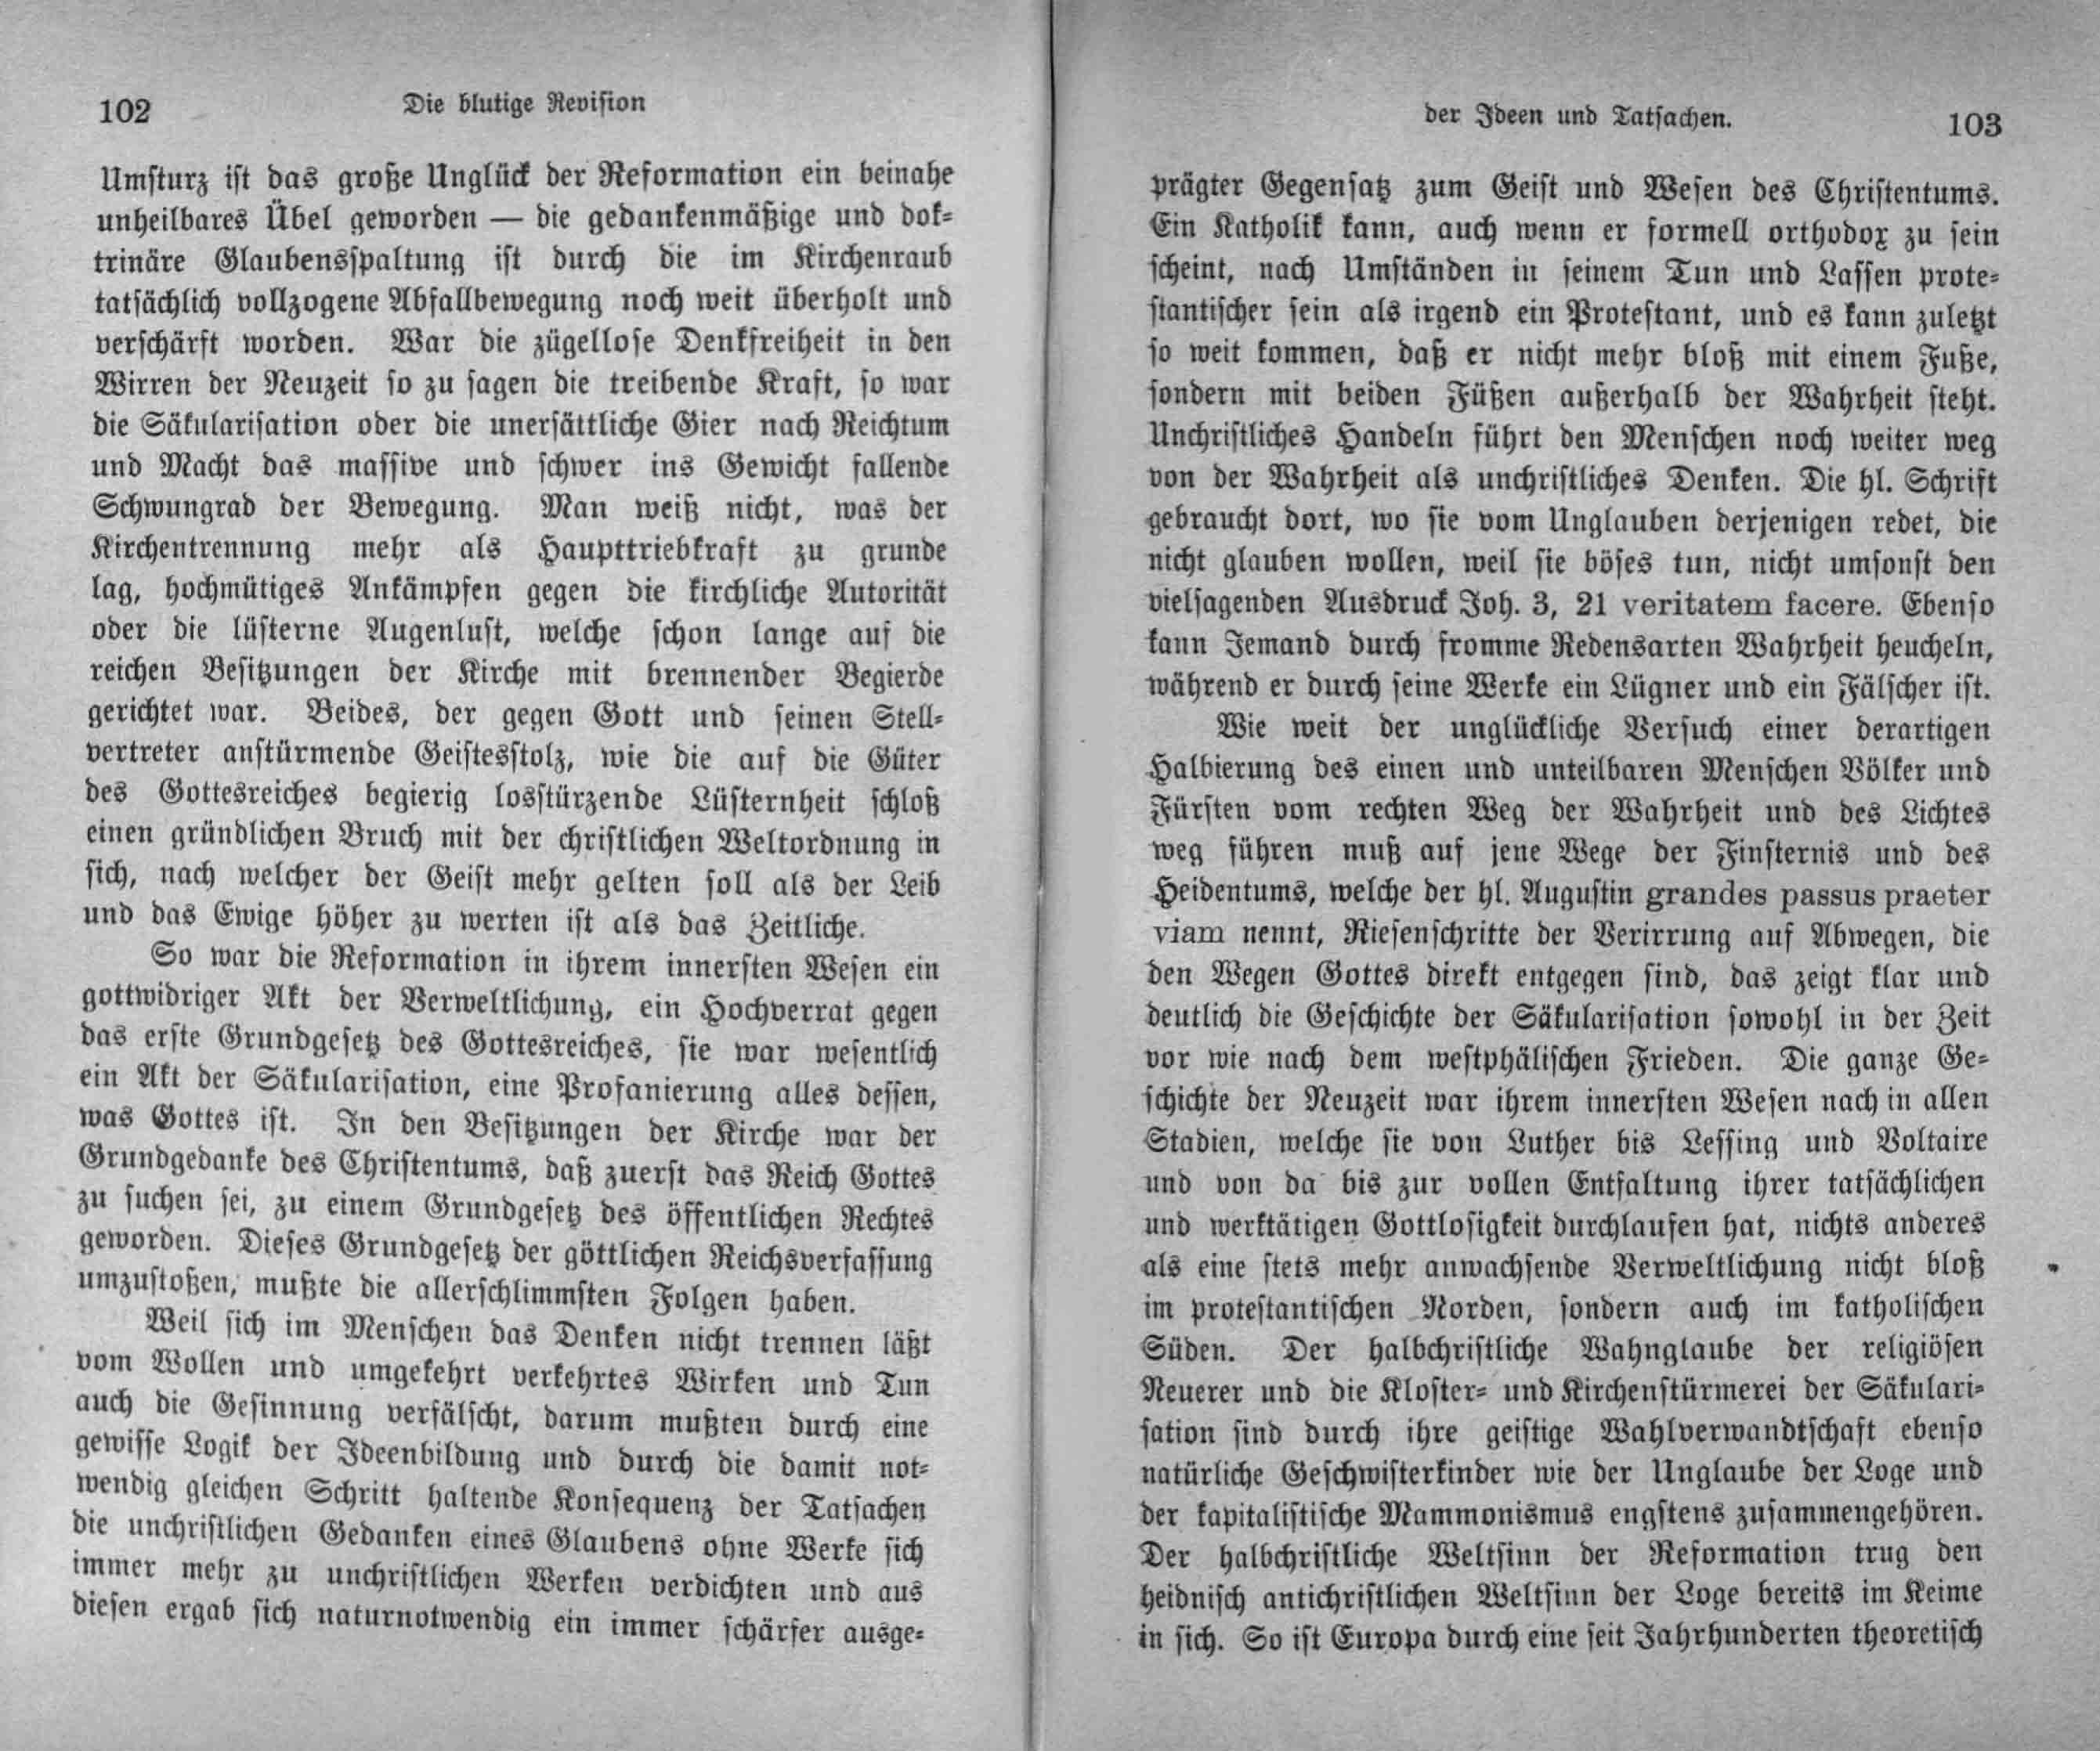 102
Die blutige Revision
Umsturz ist das große Unglück der Reformation ein beinahe
unheilbares Übel geworden — die gedankenmäßige und dok-
trinäre Glaubensspaltung ist durch die im Kirchenraub
tatsächlich vollzogene Abfallbewegung noch weit überholt und
verschärft worden. War die zügellose Denkfreiheit in den
Wirren der Neuzeit so zu sagen die treibende Kraft, so war
die Säkularisation oder die unersättliche Gier nach Reichtum
und Macht das massive und schwer ins Gewicht fallende
Schwungrad der Bewegung. Man weiß nicht, was der
Kirchentrennung mehr als Haupttriebkraft zu grunde
lag, hochmütiges Ankämpfen gegen die kirchliche Autorität
oder die lüsterne Augenlust, welche schon lange auf die
reichen Besitzungen der Kirche mit brennender Begierde
gerichtet war. Beides, der gegen Gott und seinen Stell-
vertreter anstürmende Geistesstolz, wie die auf die Güter
des Gottesreiches begierig losstürzende Lüsternheit schloß
einen gründlichen Bruch mit der christlichen Weltordnung in
sich, nach welcher der Geist mehr gelten soll als der Leib
und das Ewige höher zu werten ist als das Zeitliche.
So war die Reformation in ihrem innersten Wesen ein
gottwidriger Akt der Verweltlichung, ein Hochverrat gegen
das erste Grundgesetz des Gottesreiches, sie war wesentlich
ein Akt der Säkularisation, eine Profanierung alles dessen,
was Gottes ist. In den Besitzungen der Kirche war der
Grundgedanke des Christentums, daß zuerst das Reich Gottes
zu suchen sei, zu einem Grundgesetz des öffentlichen Rechtes
geworden. Dieses Grundgesetz der göttlichen Reichsverfassung
umzustoßen, mußte die allerschlimmsten Folgen haben.
Weil sich im Menschen das Denken nicht trennen läßt
vom Wollen und umgekehrt verkehrtes Wirken und Tun
auch die Gesinnung verfälscht, darum mußten durch eine
gewisse Logik der Ideenbildung und durch die damit not-
wendig gleichen Schritt haltende Konsequenz der Tatsachen
die unchristlichen Gedanken eines Glaubens ohne Werke sich
immer mehr zu unchristlichen Werken verdichten und aus
diesen ergab sich naturnotwendig ein immer schärfer ausge-
der Ideen und Tatsachen.
103
prägter Gegensatz zum Geist und Wesen des Christentums.
Ein Katholik kann, auch wenn er formell orthodox zu sein
scheint, nach Umständen in seinem Tun und Lassen prote-
stantischer sein als irgend ein Protestant, und es kann zuletzt
so weit kommen, daß er nicht mehr bloß mit einem Fuße,
sondern mit beiden Füßen außerhalb der Wahrheit steht.
Unchristliches Handeln führt den Menschen noch weiter weg
von der Wahrheit als unchristliches Denken. Die hl. Schrift
gebraucht dort, wo sie vom Unglauben derjenigen redet, die
nicht glauben wollen, weil sie böses tun, nicht umsonst den
vielsagenden Ausdruck Joh. 3, 21 veritatem facere. Ebenso
kann Jemand durch fromme Redensarten Wahrheit heucheln,
während er durch seine Werke ein Lügner und ein Fälscher ist.
Wie weit der unglückliche Versuch einer derartigen
Halbierung des einen und unteilbaren Menschen Völker und
Fürsten vom rechten Weg der Wahrheit und des Lichtes
weg führen muß auf jene Wege der Finsternis und des
Heidentums, welche der hl. Augustin grandes passus praeter
viam nennt, Riesenschritte der Verirrung auf Abwegen, die
den Wegen Gottes direkt entgegen sind, das zeigt klar und
deutlich die Geschichte der Säkularisation sowohl in der Zeit
vor wie nach dem westphälischen Frieden. Die ganze Ge-
schichte der Neuzeit war ihrem innersten Wesen nach in allen
Stadien, welche sie von Luther bis Lessing und Voltaire
und von da bis zur vollen Entfaltung ihrer tatsächlichen
und werktätigen Gottlosigkeit durchlaufen hat, nichts anderes
als eine stets mehr anwachsende Verweltlichung nicht bloß
im protestantischen Norden, sondern auch im katholischen
Süden. Der halbchristliche Wahnglaube der religiösen
Neuerer und die Kloster- und Kirchenstürmerei der Säkulari-
sation sind durch ihre geistige Wahlverwandtschaft ebenso
natürliche Geschwisterkinder wie der Unglaube der Loge und
der kapitalistische Mammonismus engstens zusammengehören.
Der halbchristliche Weltsinn der Reformation trug den
heidnisch antichristlichen Weltsinn der Loge bereits im Keime
in sich. So ist Europa durch eine seit Jahrhunderten theoretisch